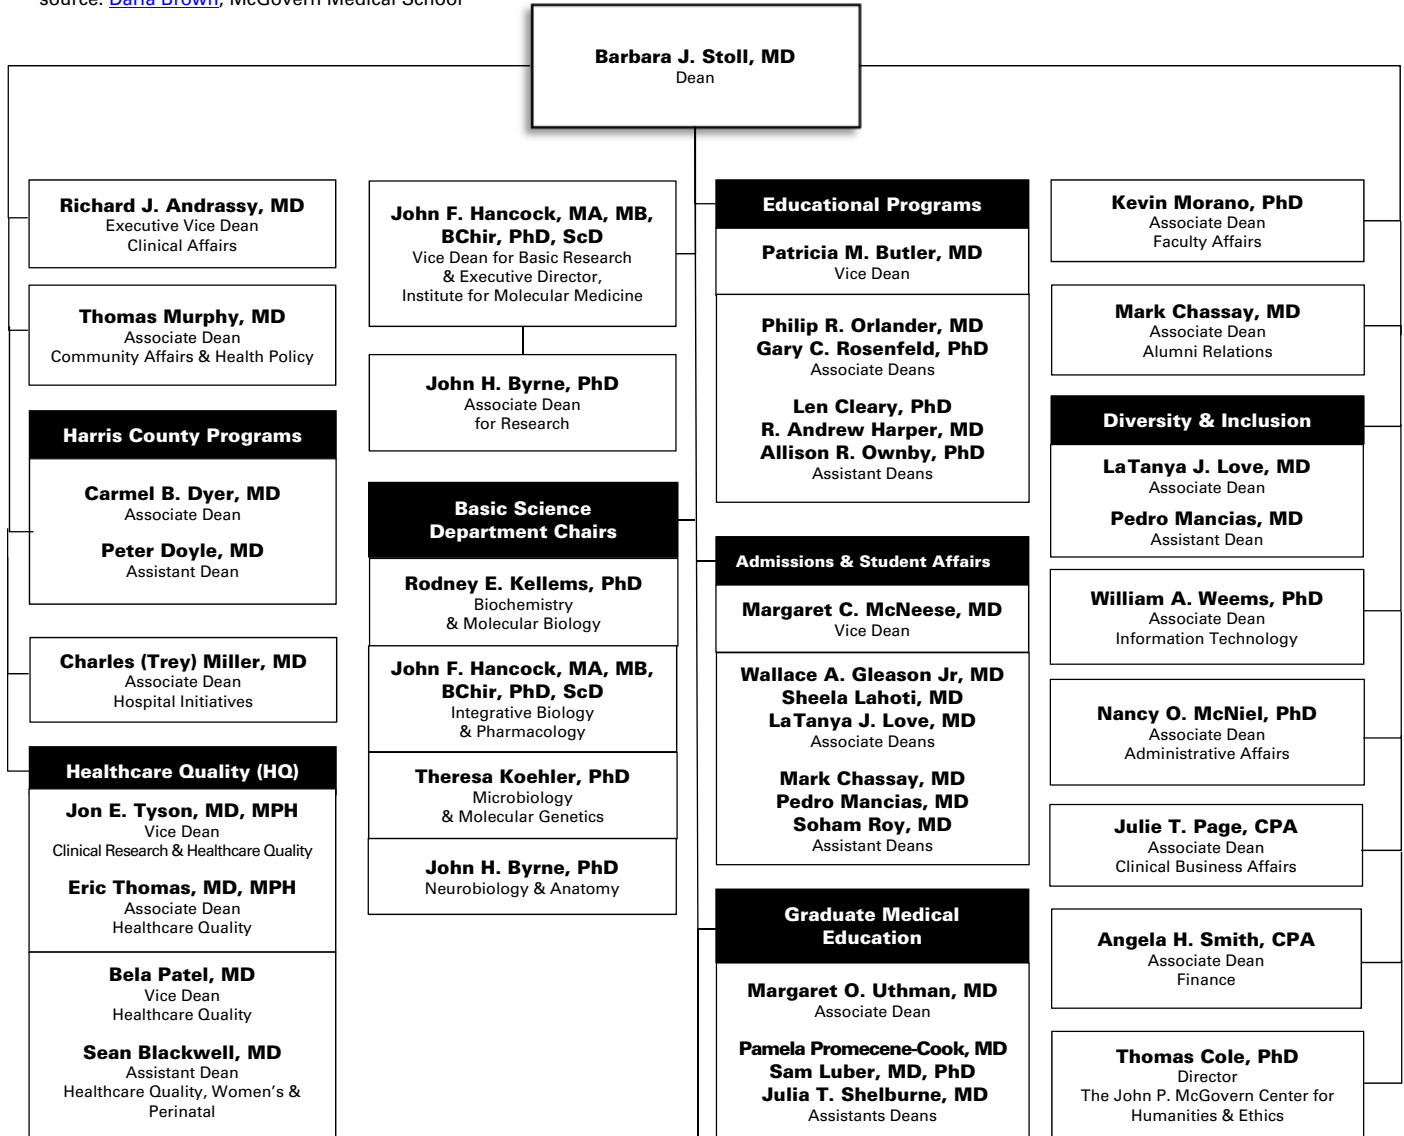 source: Darla Brown, McGovern Medical School
Barbara J. Stoll, MD
Dean
Richard J. Andrassy, MD
Executive Vice Dean
Clinical Affairs
Thomas Murphy, MD
Associate Dean
Community Affairs & Health Policy
Harris County Programs
Carmel B. Dyer, MD
Associate Dean
Peter Doyle, MD
Assistant Dean
Charles (Trey) Miller, MD
Associate Dean
Hospital Initiatives
Healthcare Quality (HQ)
Jon E. Tyson, MD, MPH
Vice Dean
Clinical Research & Healthcare Quality
Eric Thomas, MD, MPH
Associate Dean
Healthcare Quality
Bela Patel, MD
Vice Dean
Healthcare Quality
Sean Blackwell, MD
Assistant Dean
Healthcare Quality, Women's &
Perinatal
John F. Hancock, MA, MB,
BChir, PhD, ScD
Vice Dean for Basic Research
& Executive Director,
Institute for Molecular Medicine
John H. Byrne, PhD
Associate Dean
for Research
Basic Science
Department Chairs
Rodney E. Kellems, PhD
Biochemistry
& Molecular Biology
John F. Hancock, MA, MB,
BChir, PhD, ScD
Integrative Biology
& Pharmacology
Theresa Koehler, PhD
Microbiology
& Molecular Genetics
John H. Byrne, PhD
Neurobiology & Anatomy
Educational Programs
Patricia M. Butler, MD
Vice Dean
Philip R. Orlander, MD
Gary C. Rosenfeld, PhD
Associate Deans
Len Cleary, PhD
R. Andrew Harper, MD
Allison R. Ownby, PhD
Assistant Deans
Admissions & Student Affairs
Margaret C. McNeese, MD
Vice Dean
Wallace A. Gleason Jr, MD
Sheela Lahoti, MD
LaTanya J. Love, MD
Associate Deans
Mark Chassay, MD
Pedro Mancias, MD
Soham Roy, MD
Assistant Deans
Graduate Medical
Education
Margaret O. Uthman, MD
Associate Dean
Pamela Promecene-Cook, MD
Sam Luber, MD, PhD
Julia T. Shelburne, MD
Assistants Deans
Kevin Morano, PhD
Associate Dean
Faculty Affairs
Mark Chassay, MD
Associate Dean
Alumni Relations
Diversity & Inclusion
LaTanya J. Love, MD
Associate Dean
Pedro Mancias, MD
Assistant Dean
William A. Weems, PhD
Associate Dean
Information Technology
Nancy O. McNiel, PhD
Associate Dean
Administrative Affairs
Julie T. Page, CPA
Associate Dean
Clinical Business Affairs
Angela H. Smith, CPA
Associate Dean
Finance
Thomas Cole, PhD
Director
The John P. McGovern Center for
Humanities & Ethics